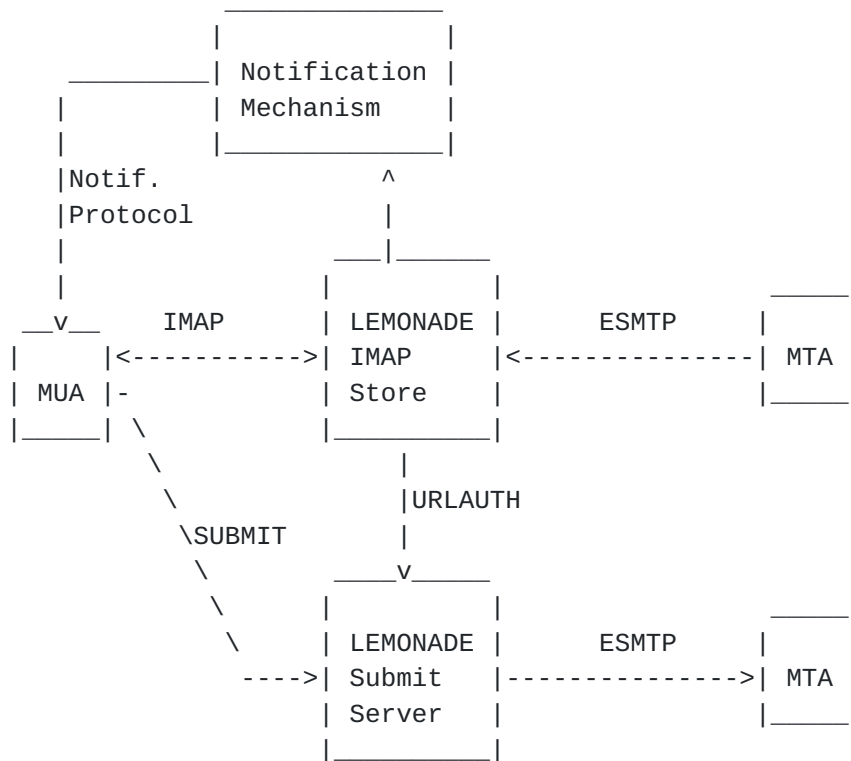 Notification
Mechanism
Notif.
Protocol
IMAP
LEMONADE
IMAP
Store
ESMTP
MTA
MUA
URLAUTH
SUBMIT
LEMONADE
Submit
Server
ESMTP
MTA